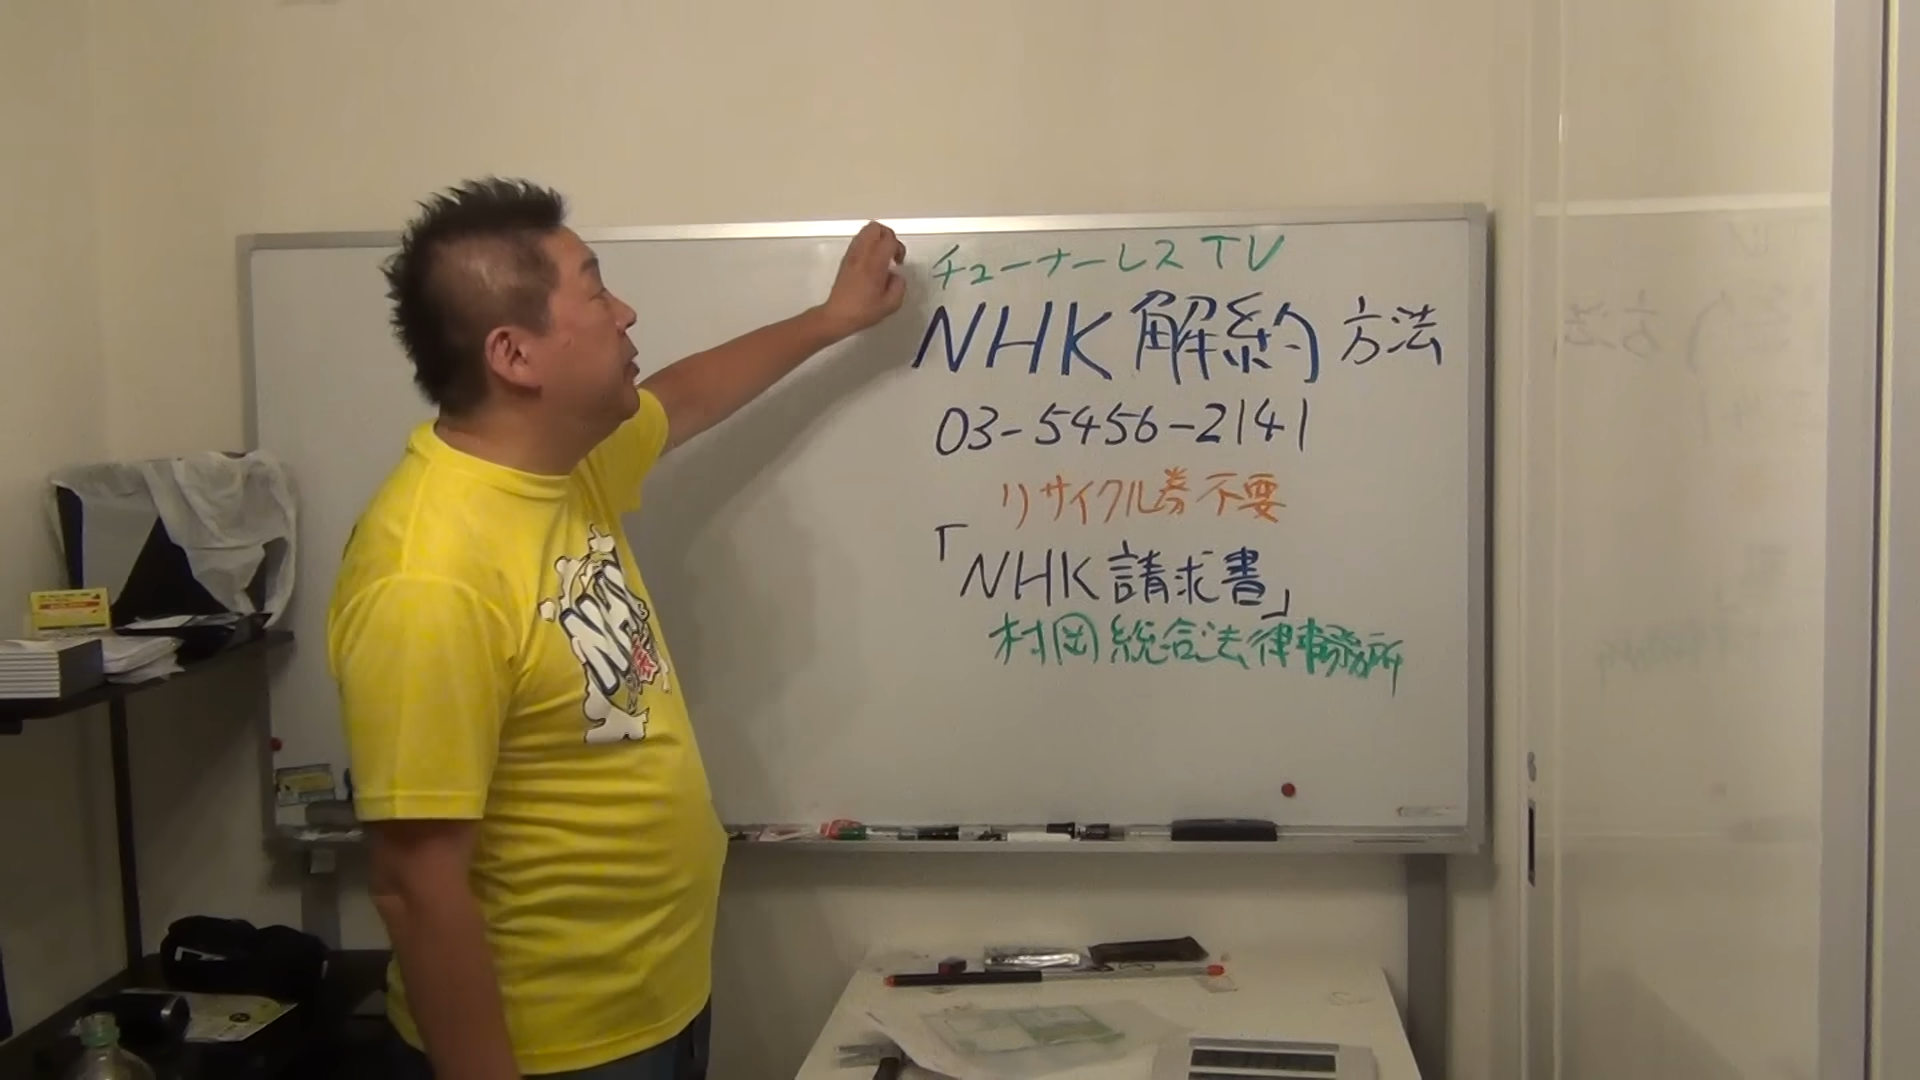 チューナーレスTV
NHK解約方法
03-5456-2141
リサイクル券不要
「NHK請求書」
村岡総合法律事務所